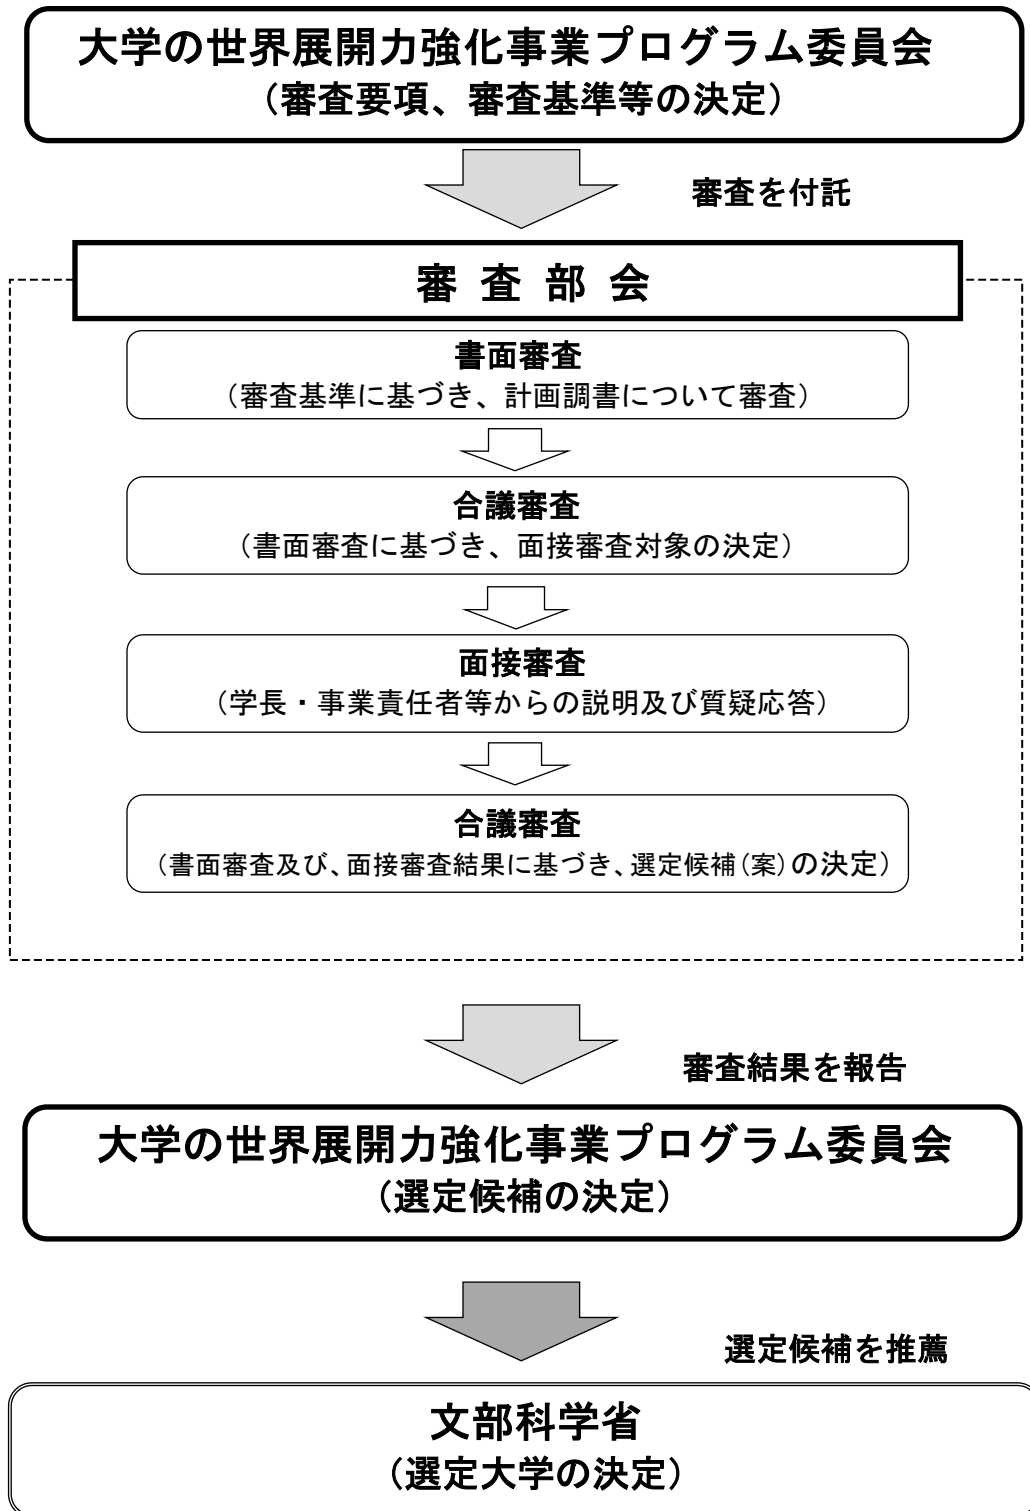 大学の世界展開力強化事業プログラム委員会
（審査要項、審査基準等の決定）
審査を付託
審査部会
書面審査
（審査基準に基づき、計画調書について審査）
合議審査
（書面審査に基づき、面接審査対象の決定）
面接審査
（学長・事業責任者等からの説明及び質疑応答）
合議審査
（書面審査及び、面接審査結果に基づき、選定候補（案）の決定）
審査結果を報告
大学の世界展開力強化事業プログラム委員会
（選定候補の決定）
選定候補を推薦
文部科学省
（選定大学の決定）